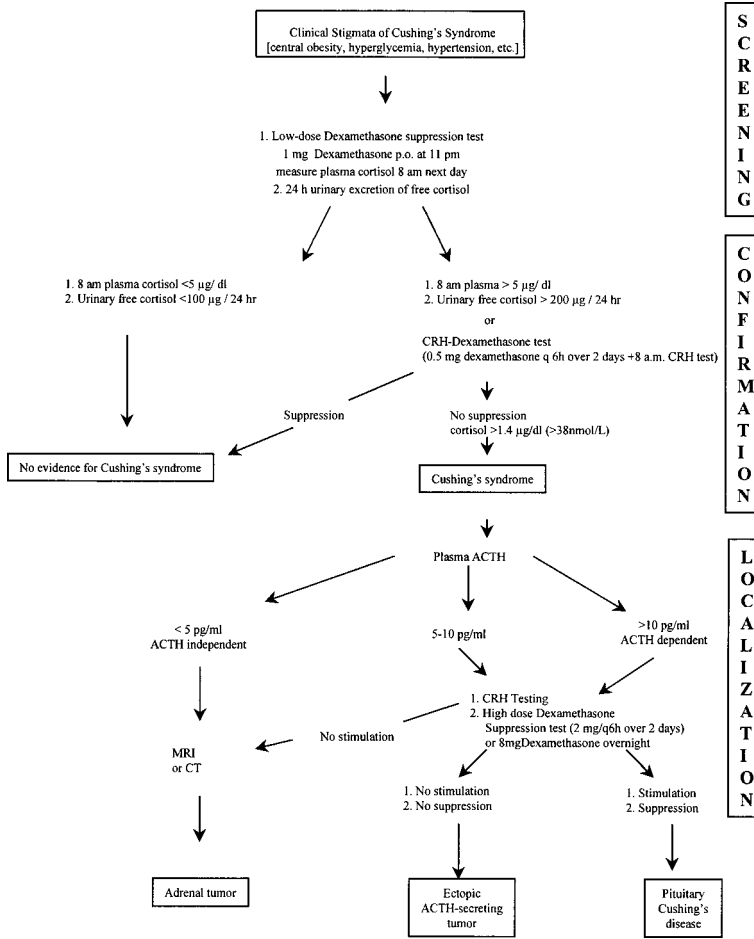 Clinical Stigmata of Cushing's Syndrome
[central obesity, hyperglycemia, hypertension, etc.]
SCREENING
1. Low-dose Dexamethasone suppression test
1 mg Dexamethasone p.o. at 11 pm
measure plasma cortisol 8 am next day
2. 24 h urinary excretion of free cortisol
CONFIRMATION
1. 8 am plasma cortisol <5 µg/ dl
2. Urinary free cortisol <100 µg / 24 hr
1. 8 am plasma > 5 µg/ dl
2. Urinary free cortisol > 200 µg / 24 hr
or
CRH-Dexamethasone test
(0.5 mg dexamethasone q 6h over 2 days +8 a.m. CRH test)
Suppression
No suppression
cortisol >1.4 µg/dl (>38nmol/L)
No evidence for Cushing's syndrome
Cushing's syndrome
LOCALIZATION
Plasma ACTH
< 5 pg/ml
ACTH independent
5-10 pg/ml
>10 pg/ml
ACTH dependent
1. CRH Testing
2. High dose Dexamethasone
Suppression test (2 mg/q6h over 2 days)
or 8mgDexamethasone overnight
No stimulation
MRI
or CT
1. No stimulation
2. No suppression
1. Stimulation
2. Suppression
Adrenal tumor
Ectopic
ACTH-secreting
tumor
Pituitary
Cushing's
disease